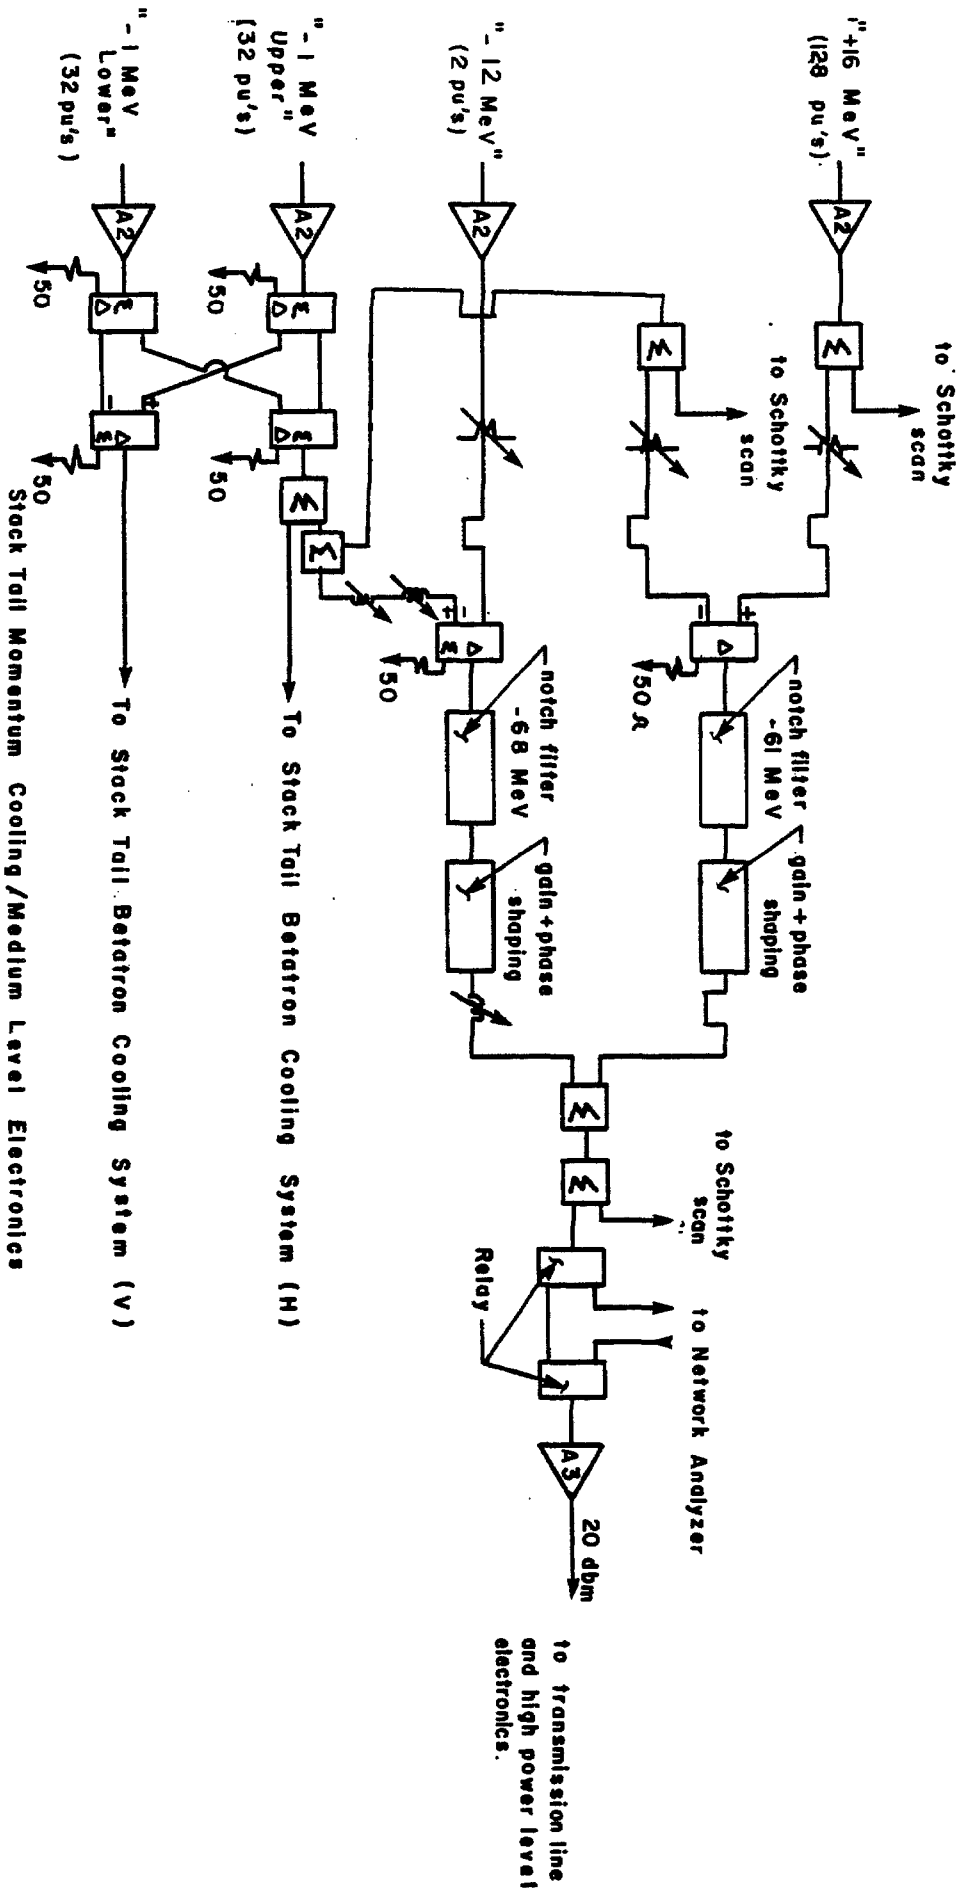 "+16 MeV"
(128 pu's)
A2
Σ
to Schottky
scan
Σ
to Schottky
scan
+
-
Δ
50Ω
notch filter
-61 MeV
gain+phase
shaping
"-12 MeV"
(2 pu's)
A2
-
+
Δ
Σ
50
notch filter
-68 MeV
gain+phase
shaping
Σ
Σ
to Schottky
scan
Relay
to Network Analyzer
A3
20 dbm
to transmission line
and high power level
electronics.
"-1 MeV
Upper"
(32 pu's)
A2
Σ
Δ
50
Σ
Δ
50
Σ
Σ
To Stack Tail Betatron Cooling System (H)
"-1 MeV
Lower"
(32 pu's)
A2
Σ
Δ
50
+
-
Δ
Σ
50
To Stack Tail Betatron Cooling System (V)
Stack Tail Momentum Cooling/Medium Level Electronics